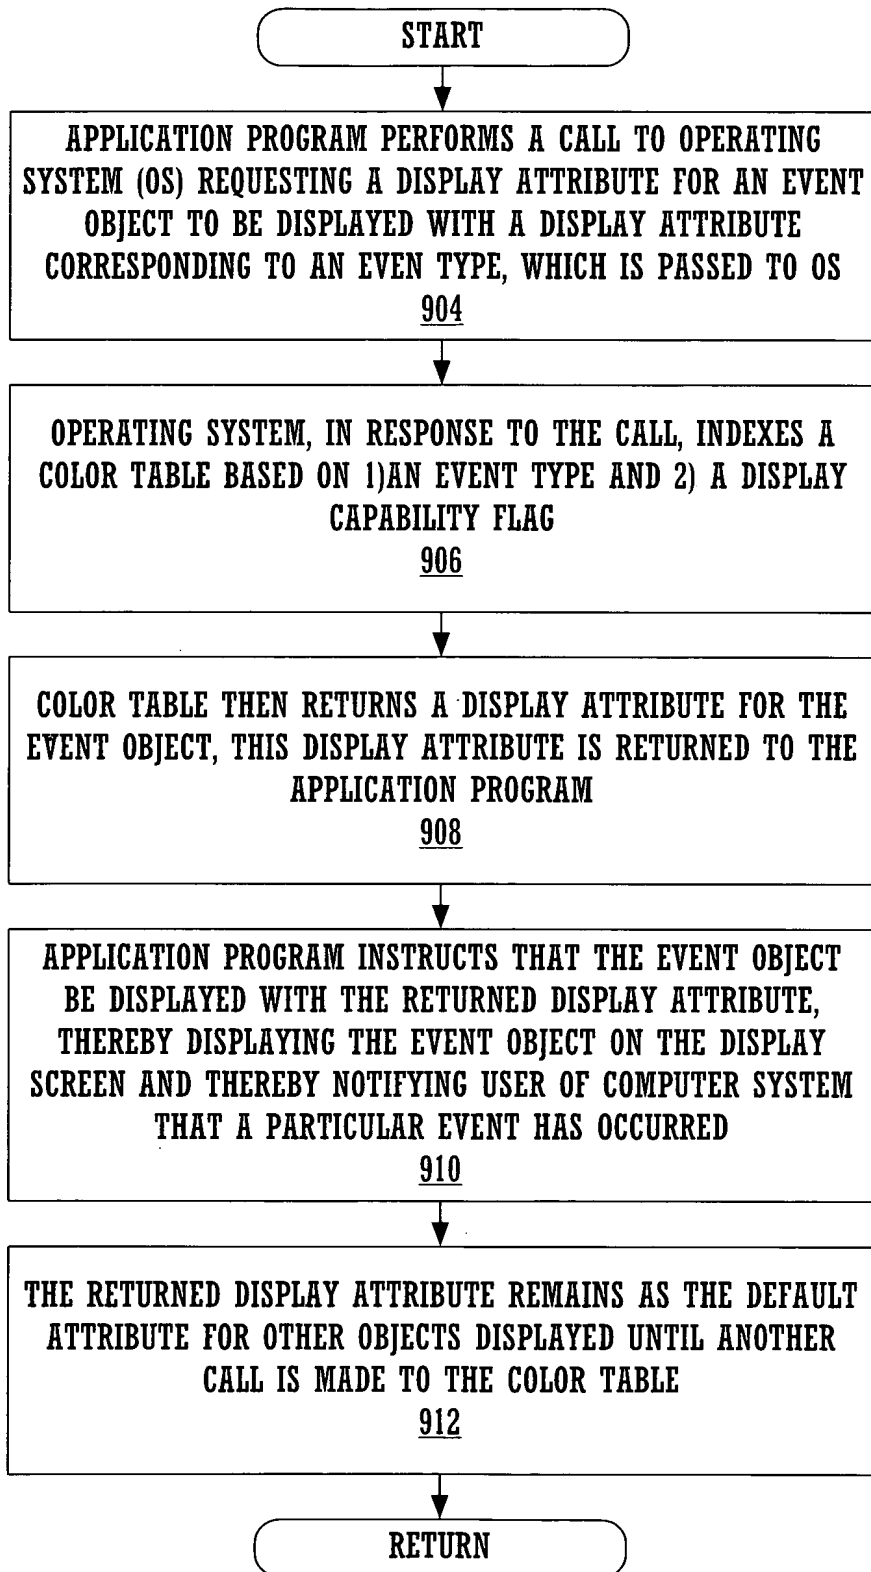 START
APPLICATION PROGRAM PERFORMS A CALL TO OPERATING
SYSTEM (OS) REQUESTING A DISPLAY ATTRIBUTE FOR AN EVENT
OBJECT TO BE DISPLAYED WITH A DISPLAY ATTRIBUTE
CORRESPONDING TO AN EVEN TYPE, WHICH IS PASSED TO OS
904
OPERATING SYSTEM, IN RESPONSE TO THE CALL, INDEXES A
COLOR TABLE BASED ON 1)AN EVENT TYPE AND 2) A DISPLAY
CAPABILITY FLAG
906
COLOR TABLE THEN RETURNS A DISPLAY ATTRIBUTE FOR THE
EVENT OBJECT, THIS DISPLAY ATTRIBUTE IS RETURNED TO THE
APPLICATION PROGRAM
908
APPLICATION PROGRAM INSTRUCTS THAT THE EVENT OBJECT
BE DISPLAYED WITH THE RETURNED DISPLAY ATTRIBUTE,
THEREBY DISPLAYING THE EVENT OBJECT ON THE DISPLAY
SCREEN AND THEREBY NOTIFYING USER OF COMPUTER SYSTEM
THAT A PARTICULAR EVENT HAS OCCURRED
910
THE RETURNED DISPLAY ATTRIBUTE REMAINS AS THE DEFAULT
ATTRIBUTE FOR OTHER OBJECTS DISPLAYED UNTIL ANOTHER
CALL IS MADE TO THE COLOR TABLE
912
RETURN